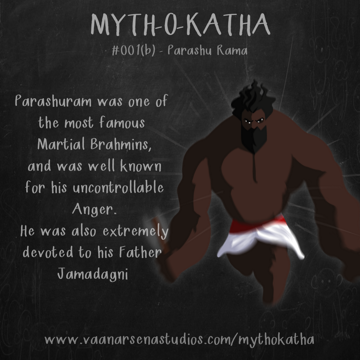 MYTH-O-KATHA
#001(b) - Parashu Rama
Parashuram was one of
the most famous
Martial Brahmins,
and was well known
for his uncontrollable
Anger.
He was also extremely
devoted to his Father
Jamadagni
www.vaanarsenastudios.com/mythokatha